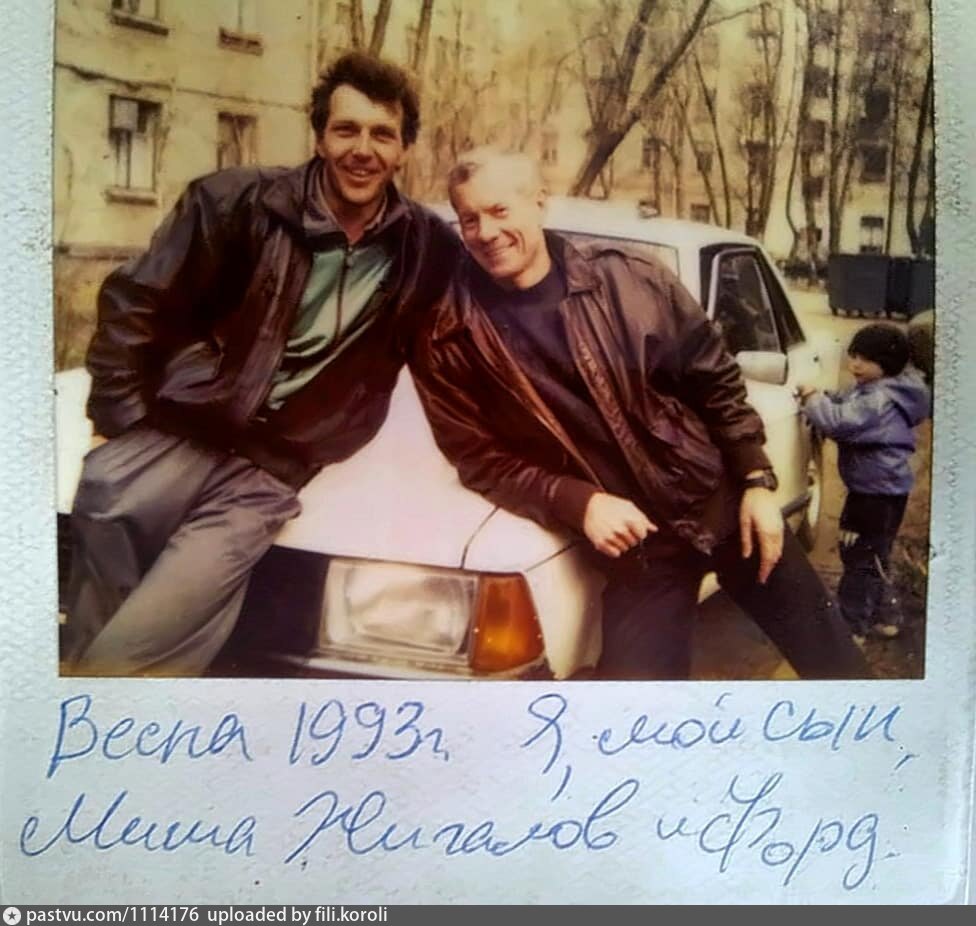 Весна 1993г. Я, мой сын,
Миша Жигалов и Форд.
pastvu.com/1114176 uploaded by fili.koroli